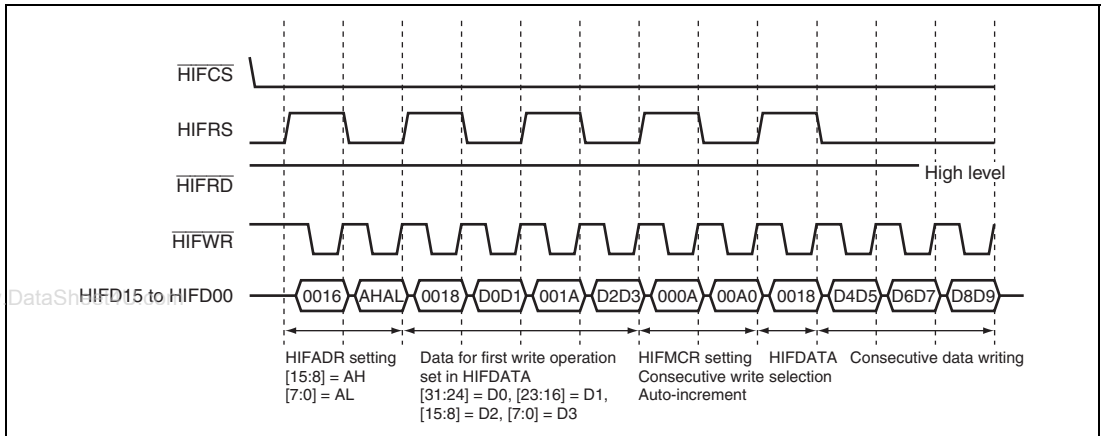 HIFCS
HIFRS
HIFRD
High level
HIFWR
HIFD15 to HIFD00 0016 AHAL 0018 D0D1 001A D2D3 000A 00A0 0018 D4D5 D6D7 D8D9
HIFADR setting
[15:8] = AH
[7:0] = AL
Data for first write operation
set in HIFDATA
[31:24] = D0, [23:16] = D1,
[15:8] = D2, [7:0] = D3
HIFMCR setting
Consecutive write selection
Auto-increment
HIFDATA
Consecutive data writing